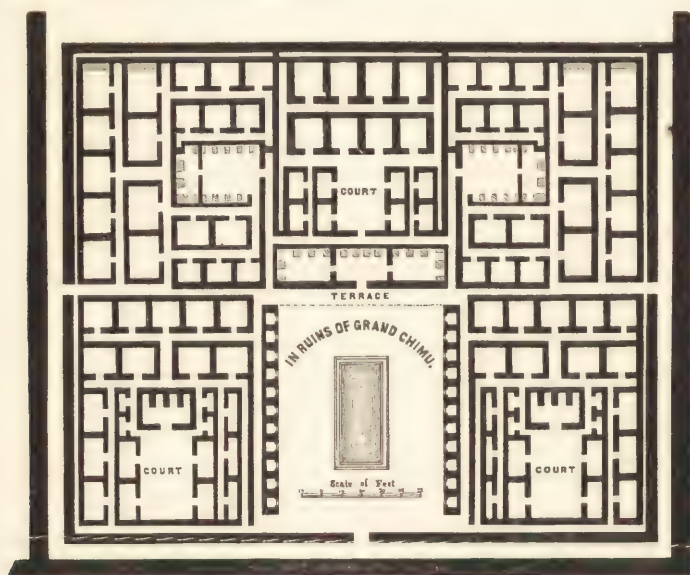 COURT
TERRACE
IN RUINS OF GRAND CHIMU.
COURT
COURT
Scale of Feet